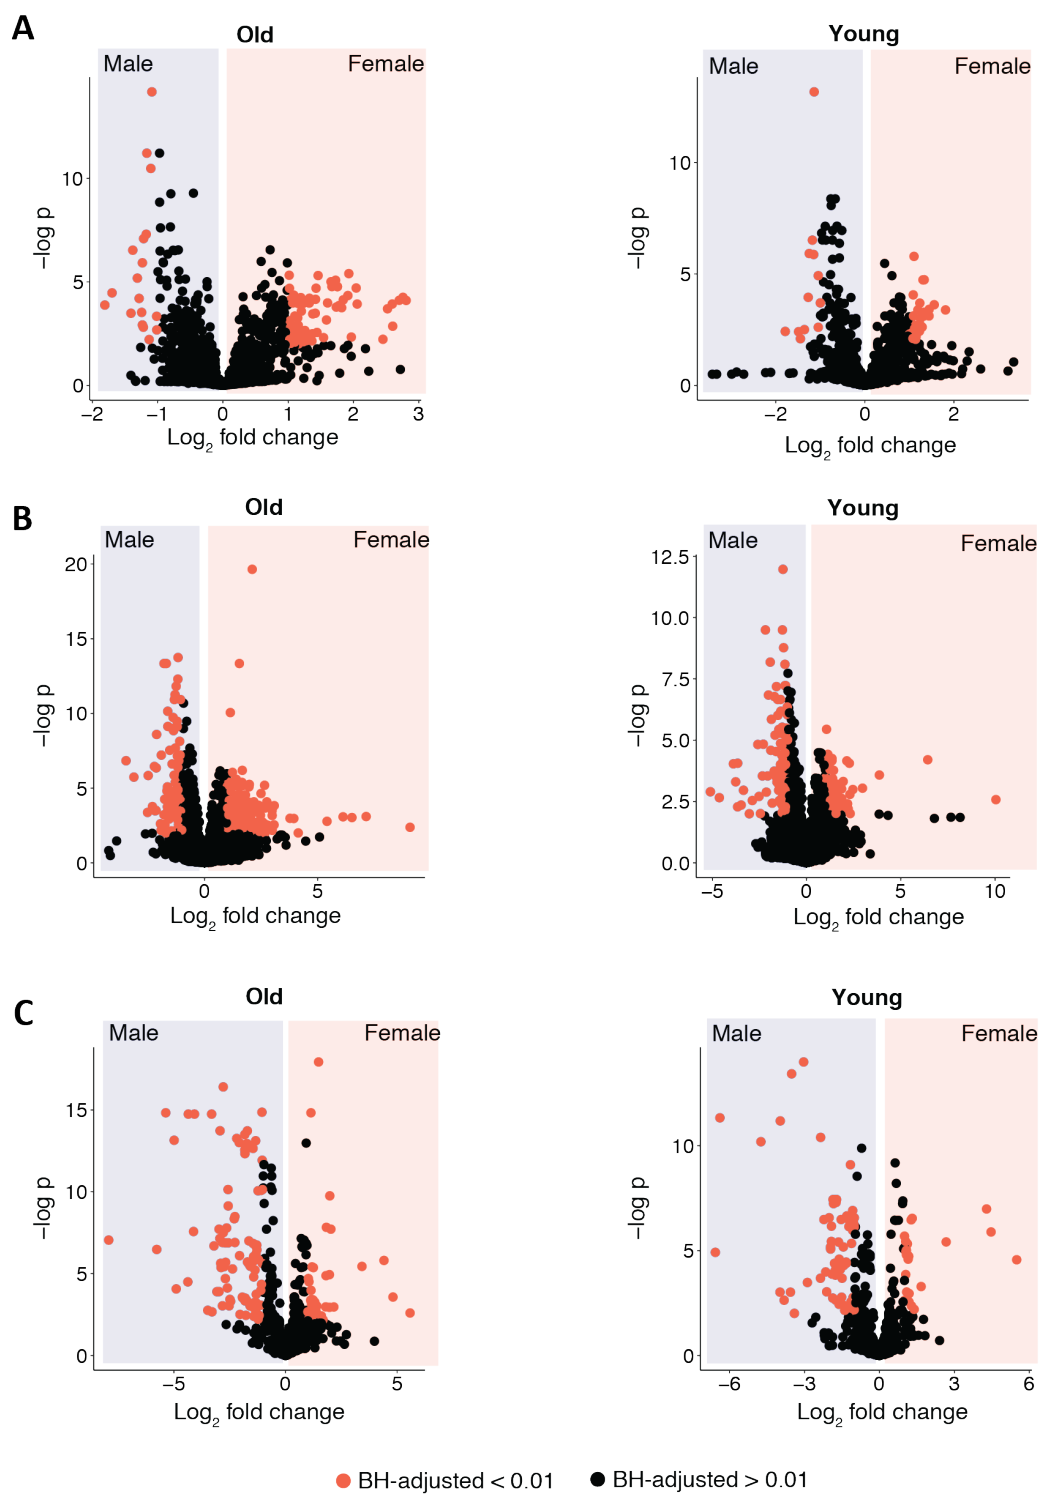 A
Old
Male
Female
−log p
10
5
0
−2 −1 0 1 2 3
Log2 fold change
Young
Male
Female
−log p
10
5
0
−2 0 2
Log2 fold change
B
Old
Male
Female
−log p
20
15
10
5
0
0 5
Log2 fold change
Young
Male
Female
−log p
12.5
10.0
7.5
5.0
2.5
0.0
−5 0 5 10
Log2 fold change
C
Old
Male
Female
−log p
15
10
5
0
−5 0 5
Log2 fold change
Young
Male
Female
−log p
10
5
0
−6 −3 0 3 6
Log2 fold change
BH-adjusted < 0.01 BH-adjusted > 0.01